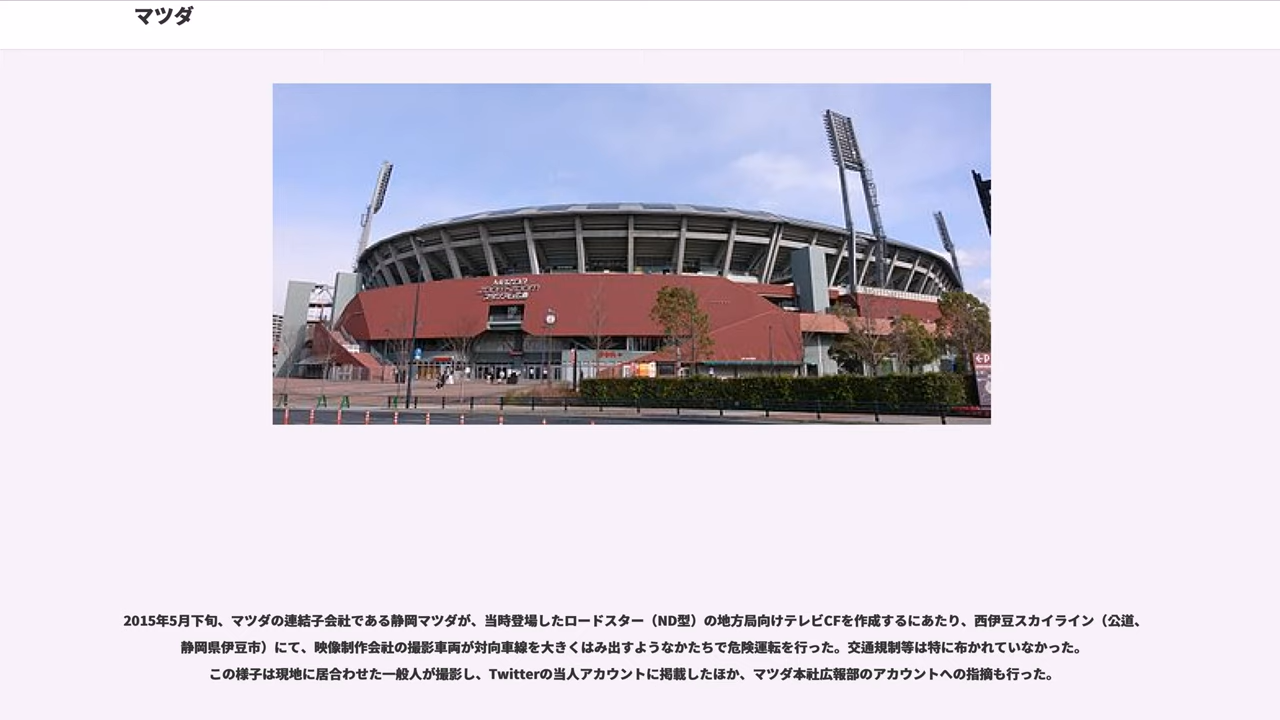 マツダ
2015年5月下旬、マツダの連結子会社である静岡マツダが、当時登場したロードスター（ND型）の地方局向けテレビCFを作成するにあたり、西伊豆スカイライン（公道、
静岡県伊豆市）にて、映像制作会社の撮影車両が対向車線を大きくはみ出すようなかたちで危険運転を行った。交通規制等は特に布かれていなかった。
この様子は現地に居合わせた一般人が撮影し、Twitterの当人アカウントに掲載したほか、マツダ本社広報部のアカウントへの指摘も行った。